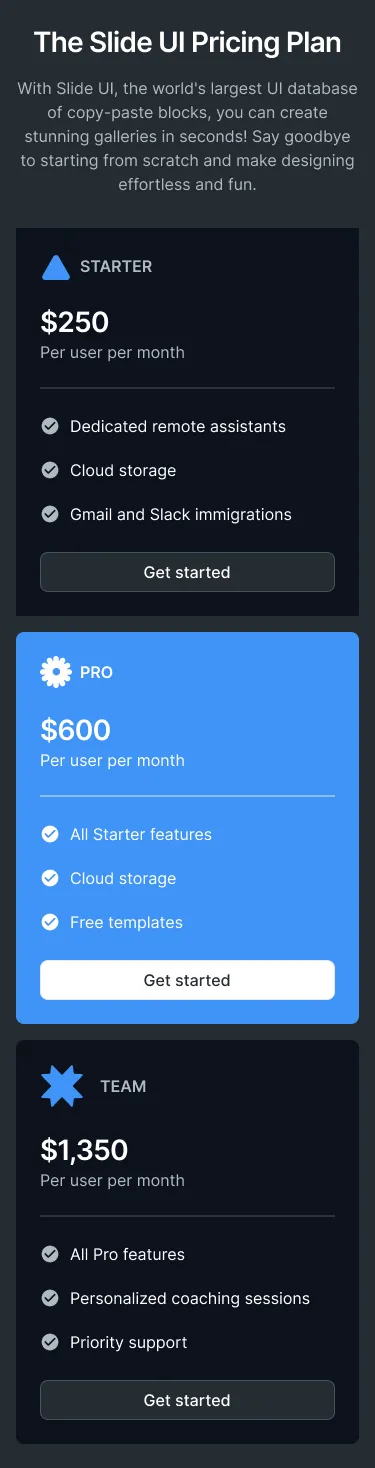 The Slide UI Pricing Plan
With Slide UI, the world's largest UI database
of copy-paste blocks, you can create
stunning galleries in seconds! Say goodbye
to starting from scratch and make designing
effortless and fun.
STARTER
$250
Per user per month
Dedicated remote assistants
Cloud storage
Gmail and Slack immigrations
Get started
PRO
$600
Per user per month
All Starter features
Cloud storage
Free templates
Get started
TEAM
$1,350
Per user per month
All Pro features
Personalized coaching sessions
Priority support
Get started